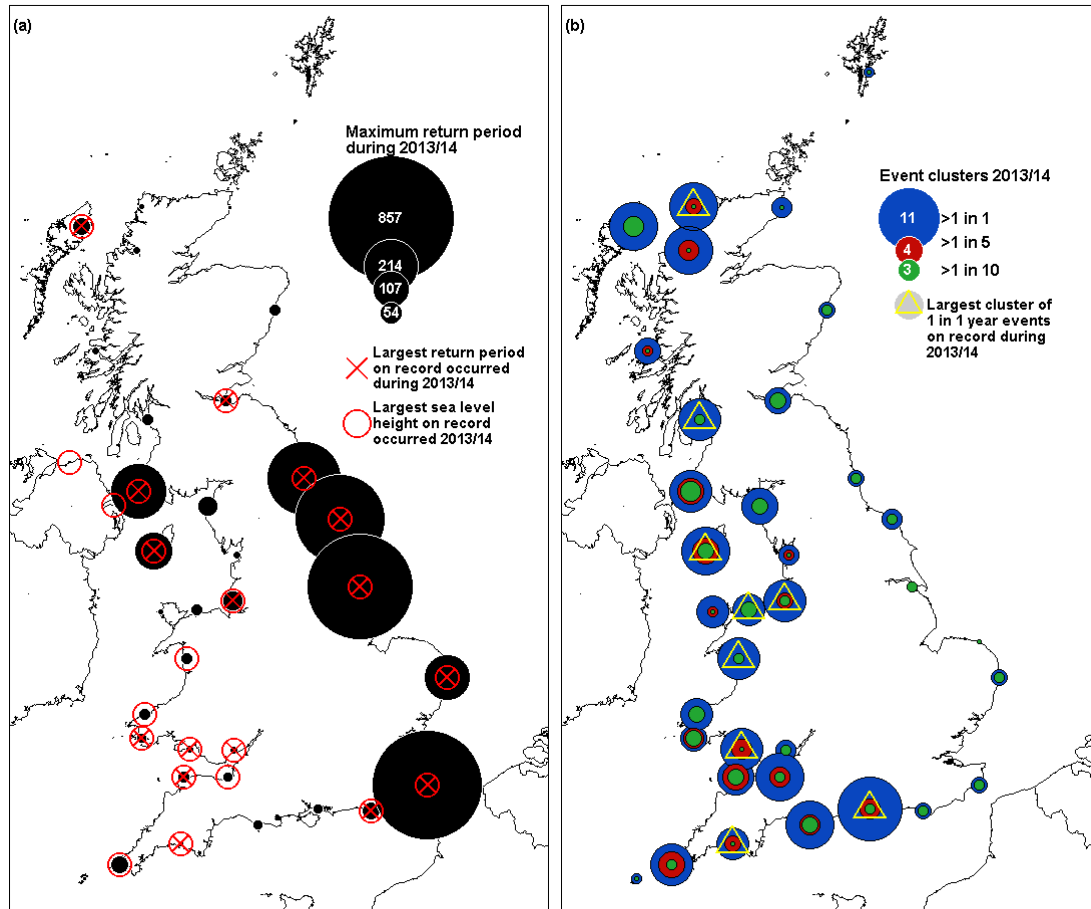 (a)
Maximum return period
during 2013/14
857
214
107
54
Largest return period
on record occurred
during 2013/14
Largest sea level
height on record
occurred 2013/14
(b)
Event clusters 2013/14
11 >1 in 1
4 >1 in 5
3 >1 in 10
Largest cluster of
1 in 1 year events
on record during
2013/14